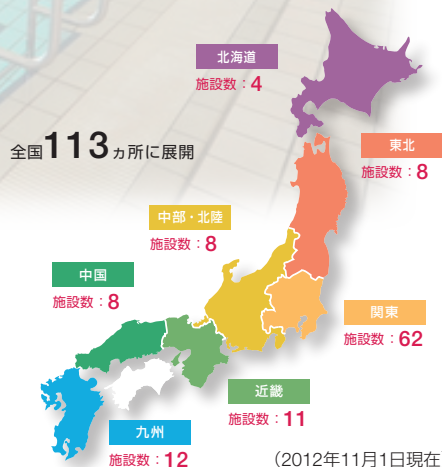 北海道
施設数：4
全国113ヵ所に展開
東北
施設数：8
中部・北陸
施設数：8
中国
施設数：8
関東
施設数：62
近畿
施設数：11
九州
施設数：12
（2012年11月1日現在